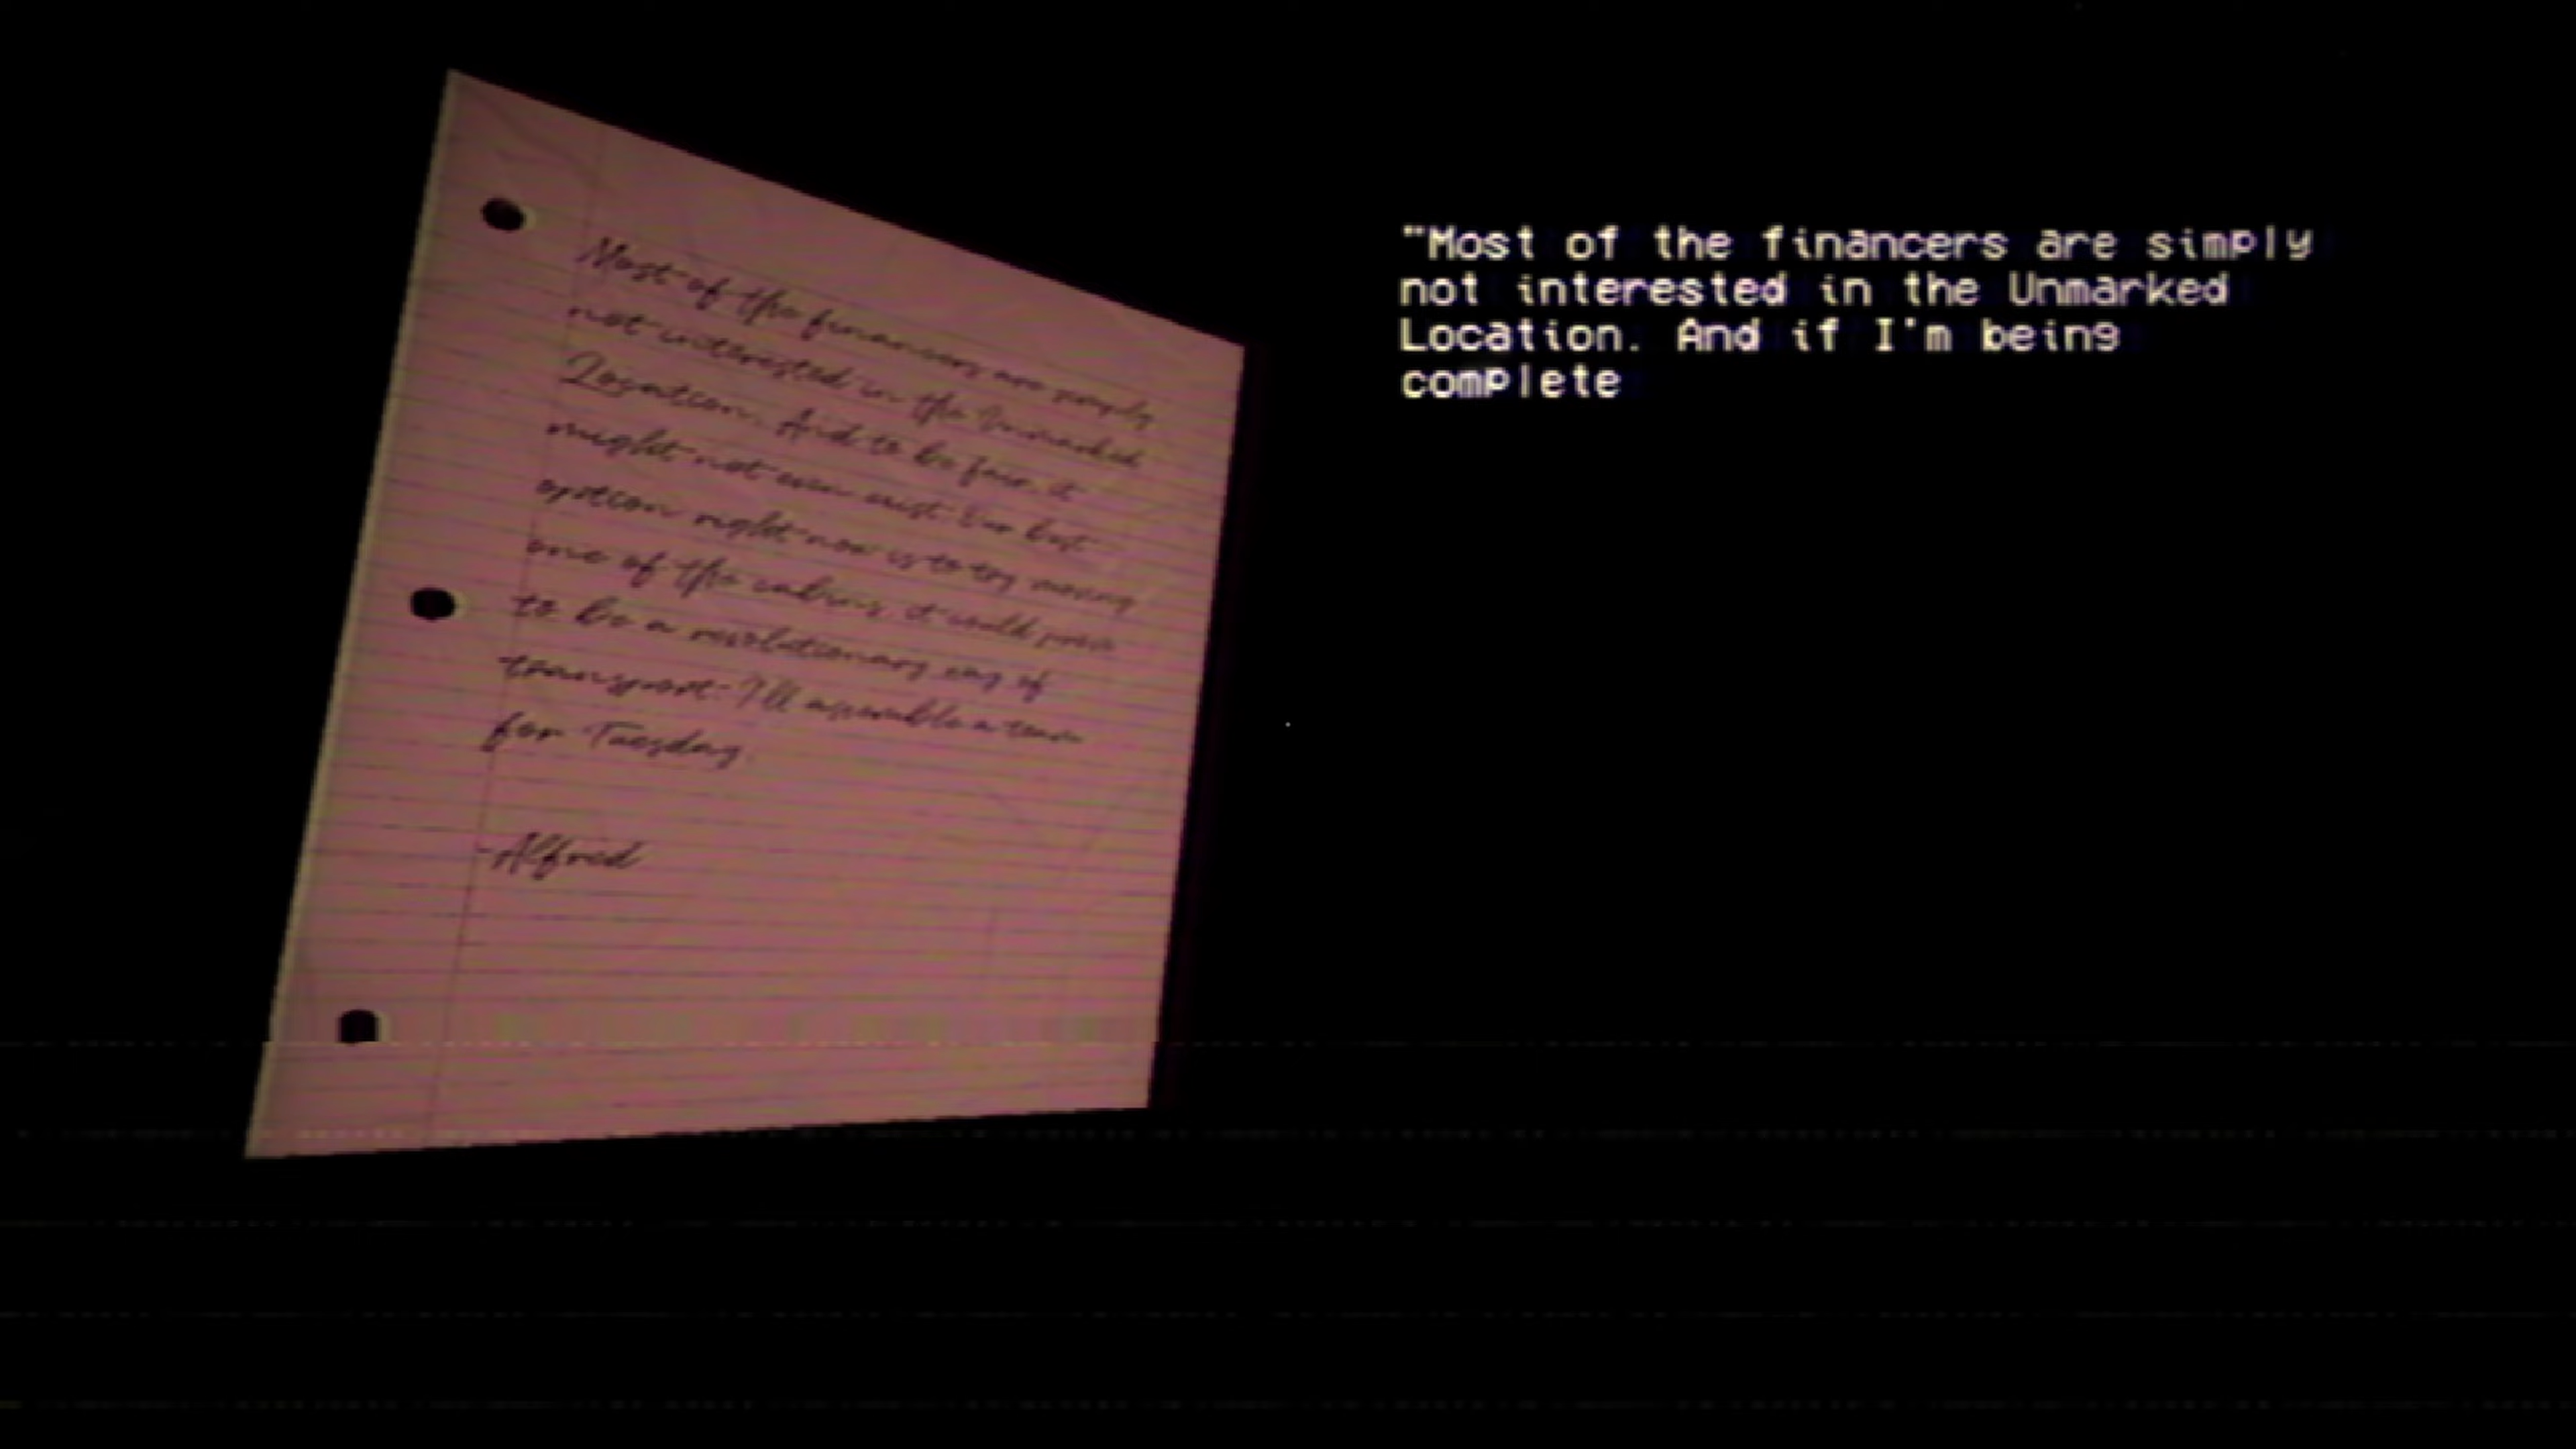 Most of the financers are simply
not interested in the Unmarked
Location. And to be fair, it
might not even exist. Our best
option right now is to try moving
one of the cabins, it could prove
to be a revolutionary way of
transport. I'll assemble a team
for Tuesday.
-Alfred
"Most of the financers are simply
not interested in the Unmarked
Location. And if I'm being
complete